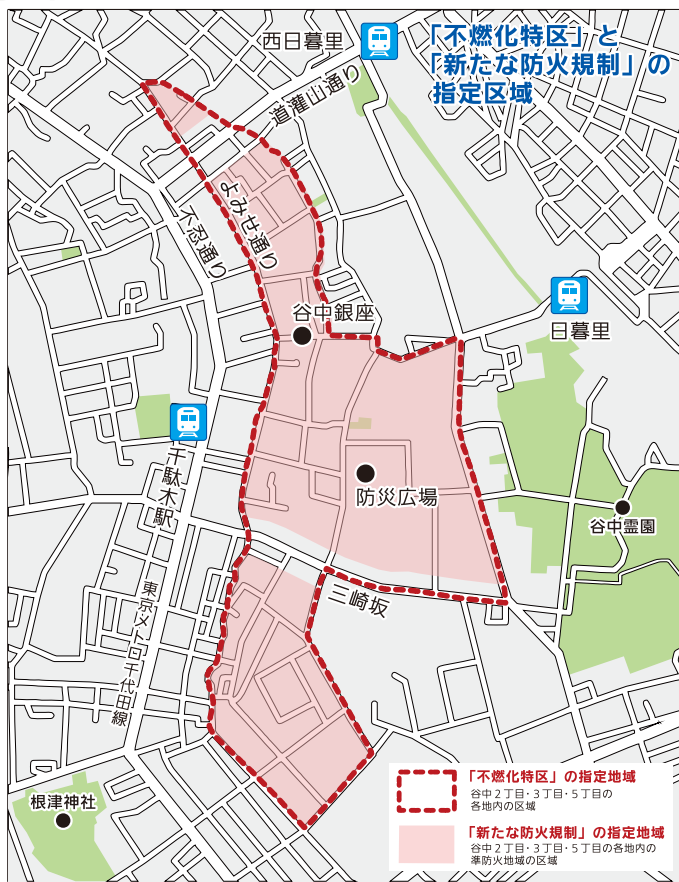 「不燃化特区」と
「新たな防火規制」の
指定区域
西日暮里
道灌山通り
よみせ通り
不忍通り
谷中銀座
日暮里
千駄木駅
防災広場
谷中霊園
三崎坂
東京メトロ千代田線
根津神社
「不燃化特区」の指定地域
谷中2丁目・3丁目・5丁目の
各地内の区域
「新たな防火規制」の指定地域
谷中2丁目・3丁目・5丁目の各地内の
準防火地域の区域